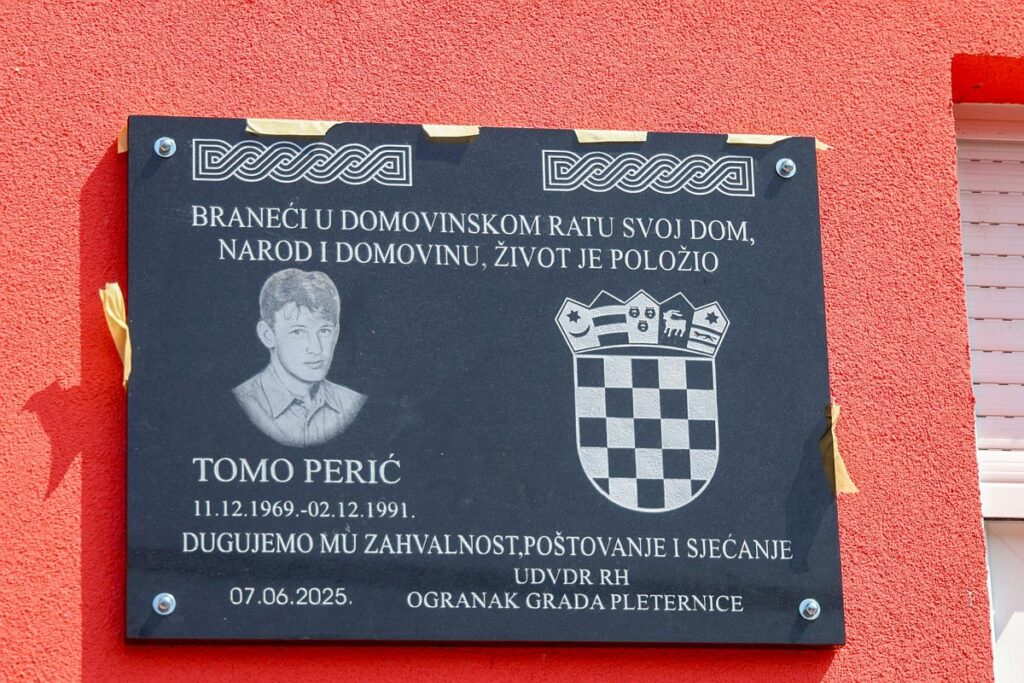 BRANEĆI U DOMOVINSKOM RATU SVOJ DOM,
NAROD I DOMOVINU, ŽIVOT JE POLOŽIO
TOMO PERIĆ
11.12.1969.-02.12.1991.
DUGUJEMO MU ZAHVALNOST,POŠTOVANJE I SJEĆANJE
UDVDR RH
07.06.2025.
OGRANAK GRADA PLETERNICE